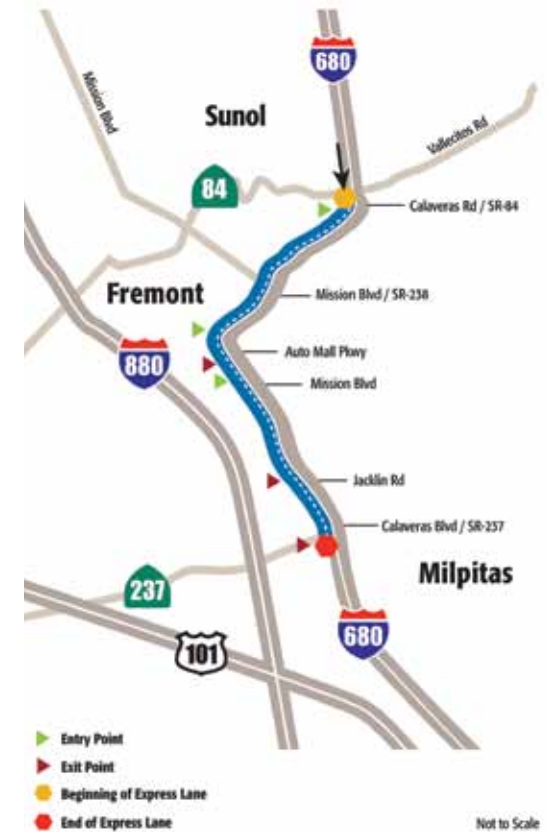 680
Mission Blvd
Sunol
Vallecitos Rd
84
Calaveras Rd / SR-84
Fremont
Mission Blvd / SR-238
880
Auto Mall Pkwy
Mission Blvd
Jacklin Rd
Calaveras Blvd / SR-237
Milpitas
237
680
101
Entry Point
Exit Point
Beginning of Express Lane
End of Express Lane
Not to Scale